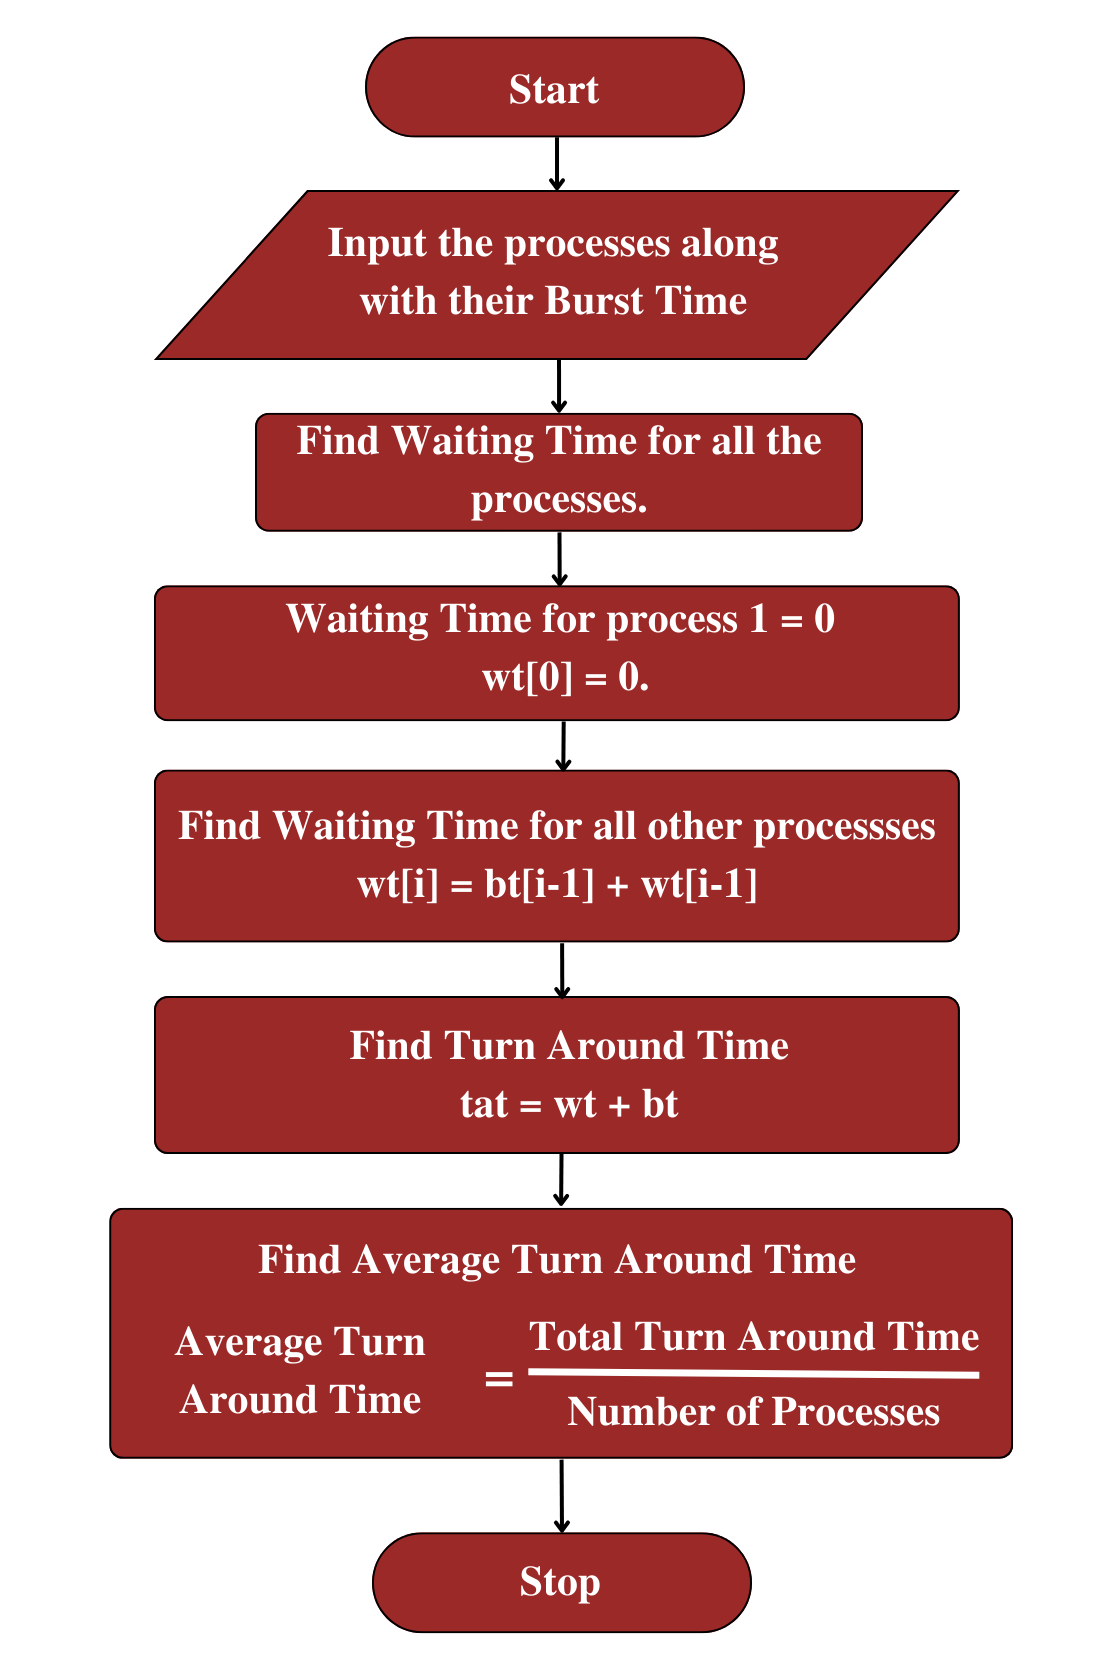 Start
Input the processes along
with their Burst Time
Find Waiting Time for all the
processes.
Waiting Time for process 1 = 0
wt[0] = 0.
Find Waiting Time for all other processses
wt[i] = bt[i-1] + wt[i-1]
Find Turn Around Time
tat = wt + bt
Find Average Turn Around Time
Average Turn
Around Time
=
Total Turn Around Time
Number of Processes
Stop